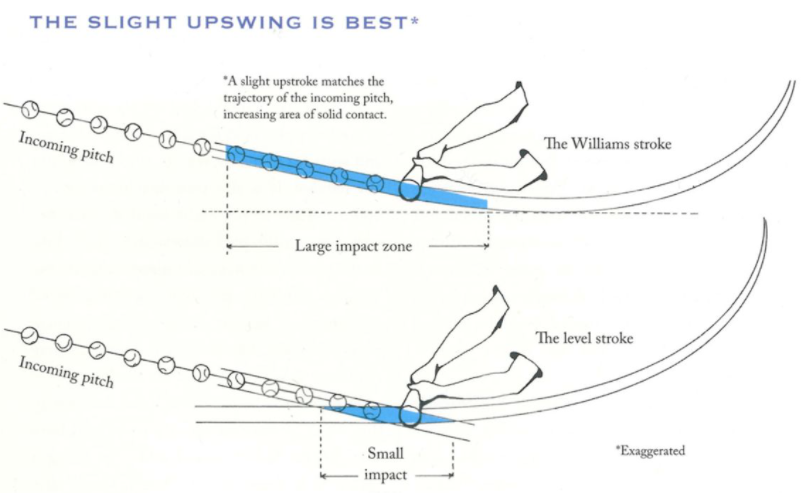 THE SLIGHT UPSWING IS BEST*
*A slight upstroke matches the
trajectory of the incoming pitch,
increasing area of solid contact.
Incoming pitch
The Williams stroke
Large impact zone
Incoming pitch
The level stroke
Small
impact
*Exaggerated